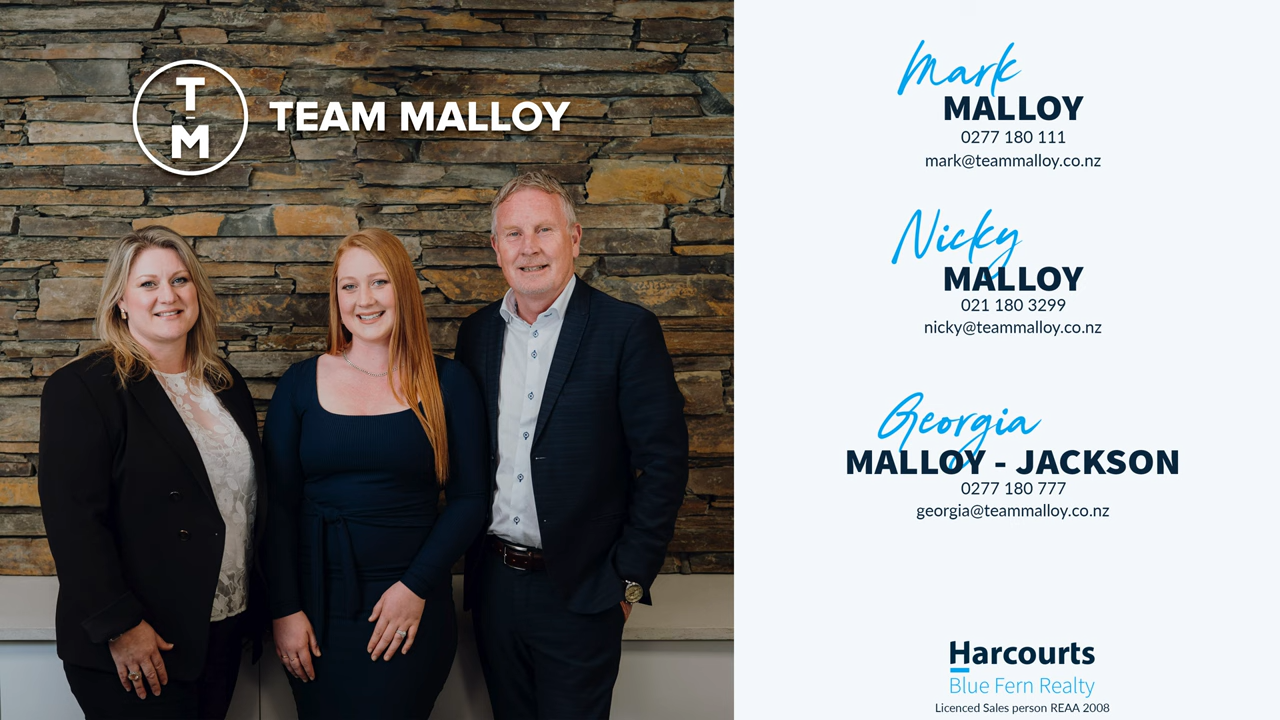 T
M
TEAM MALLOY
Mark
MALLOY
0277 180 111
mark@teammalloy.co.nz
Nicky
MALLOY
021 180 3299
nicky@teammalloy.co.nz
Georgia
MALLOY - JACKSON
0277 180 777
georgia@teammalloy.co.nz
Harcourts
Blue Fern Realty
Licenced Sales person REAA 2008